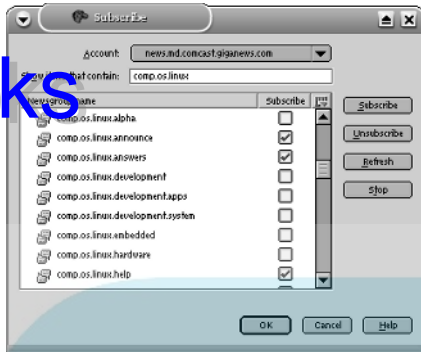 Subscribe
Account: news.md.comcast.giganews.com
that contain: comp.os.linux
ks
name Subscribe
comp.os.linux.alpha
comp.os.linux.announce
comp.os.linux.answers
comp.os.linux.development
comp.os.linux.development.apps
comp.os.linux.development.system
comp.os.linux.embedded
comp.os.linux.hardware
comp.os.linux.help
Subscribe
Unsubscribe
Refresh
Stop
OK Cancel Help